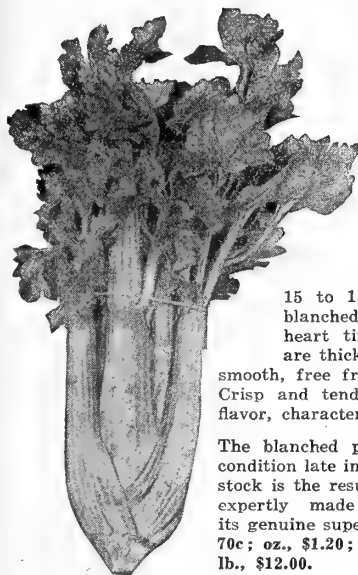 15 to 1
blanched
heart ti
are thick
smooth, free fr
Crisp and tend
flavor, character
The blanched p
condition late in
stock is the resu
expertly made
its genuine supe
70c; oz., $1.20;
lb., $12.00.